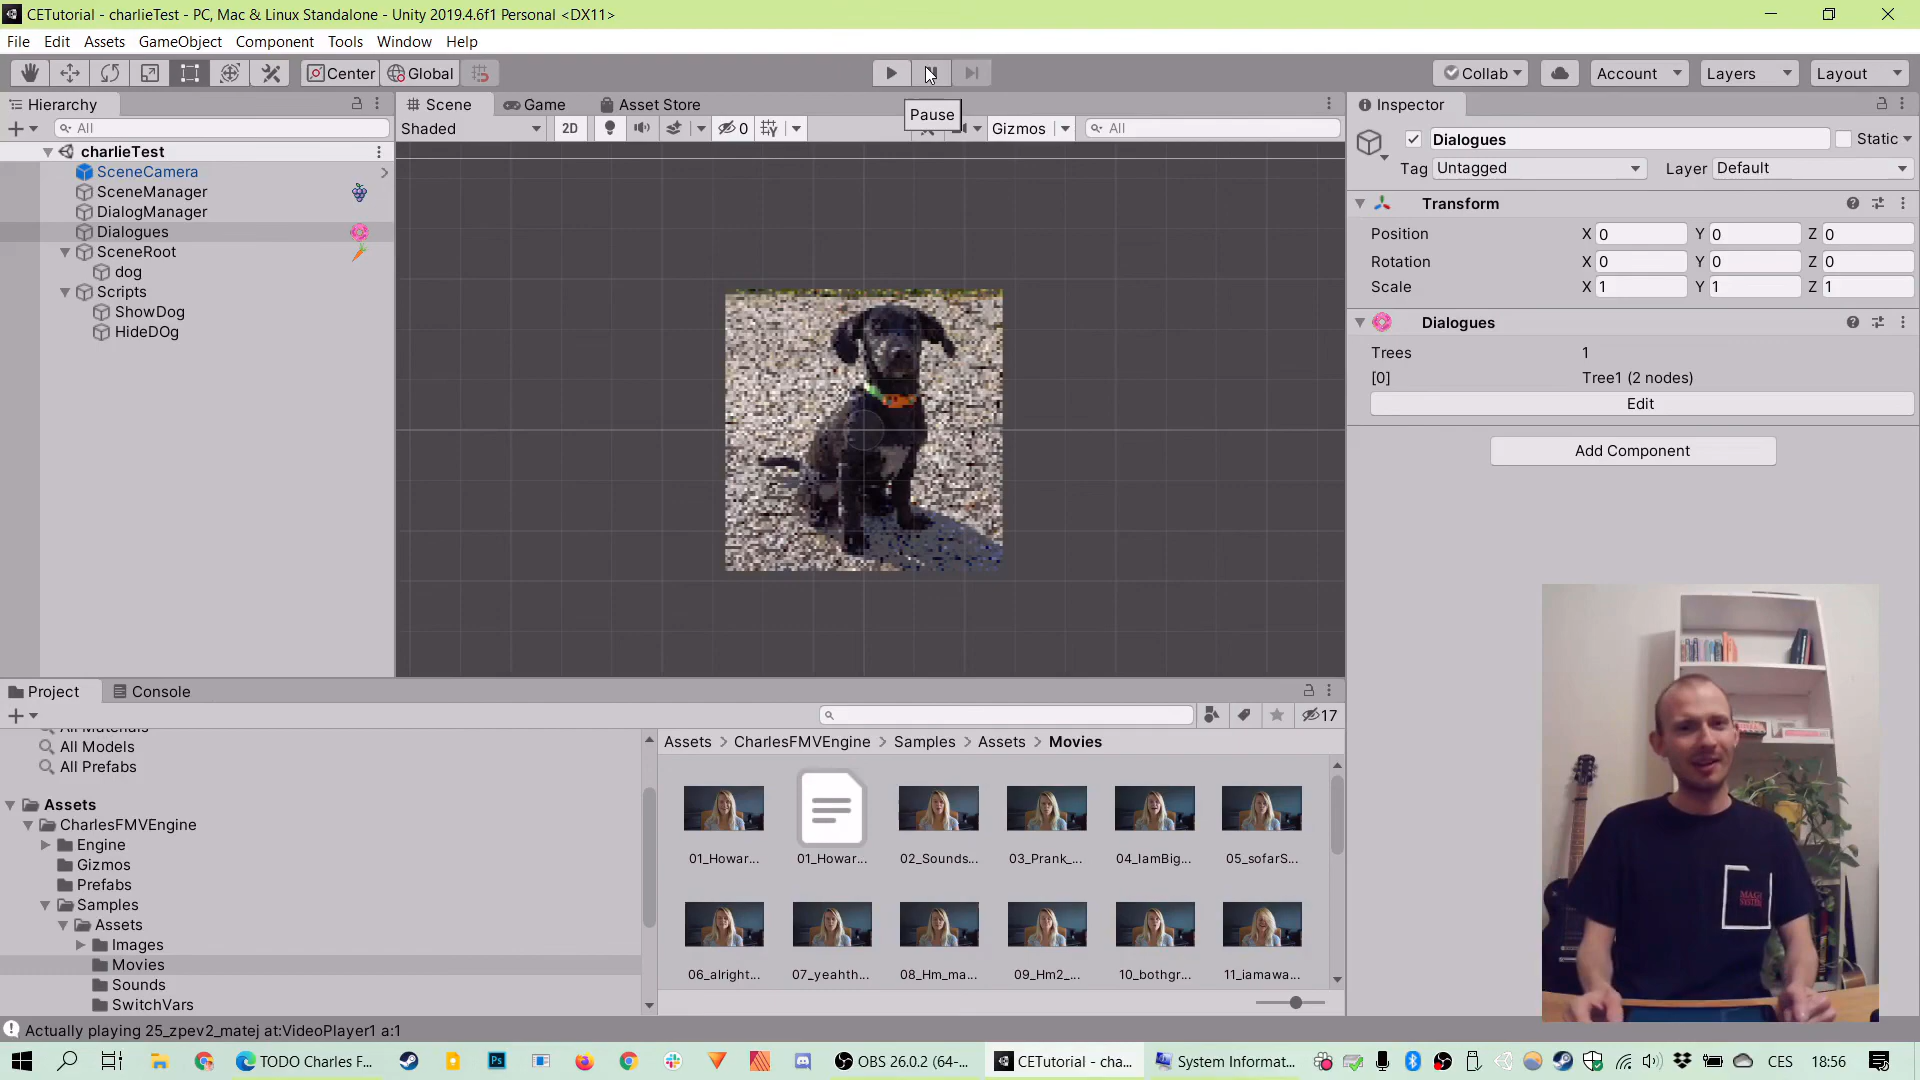 CETutorial - charlieTest - PC, Mac & Linux Standalone - Unity 2019.4.6f1 Personal <DX11>
File Edit Assets GameObject Component Tools Window Help
Center Global Collab Account Layers Layout
Hierarchy
Scene Game Asset Store
Inspector
All
Shaded 2D 0 Gizmos All
Pause
charlieTest
SceneCamera
SceneManager
DialogManager
Dialogues
SceneRoot
dog
Scripts
ShowDog
HideDOg
Dialogues Static
Tag Untagged Layer Default
Transform
Position X 0 Y 0 Z 0
Rotation X 0 Y 0 Z 0
Scale X 1 Y 1 Z 1
Dialogues
Trees 1
[0] Tree1 (2 nodes)
Edit
Add Component
Project Console
17
All Models
All Prefabs
Assets
CharlesFMVEngine
Engine
Gizmos
Prefabs
Samples
Assets
Images
Movies
Sounds
SwitchVars
Assets > CharlesFMVEngine > Samples > Assets > Movies
01_Howar... 01_Howar... 02_Sounds... 03_Prank_... 04_IamBig... 05_sofarS...
06_alright... 07_yeahth... 08_Hm_ma... 09_Hm2_... 10_bothgr... 11_iamawa...
Actually playing 25_zpev2_matej at:VideoPlayer1 a:1
TODO Charles F... OBS 26.0.2 (64-... CETutorial - cha... System Informat... CES 18:56